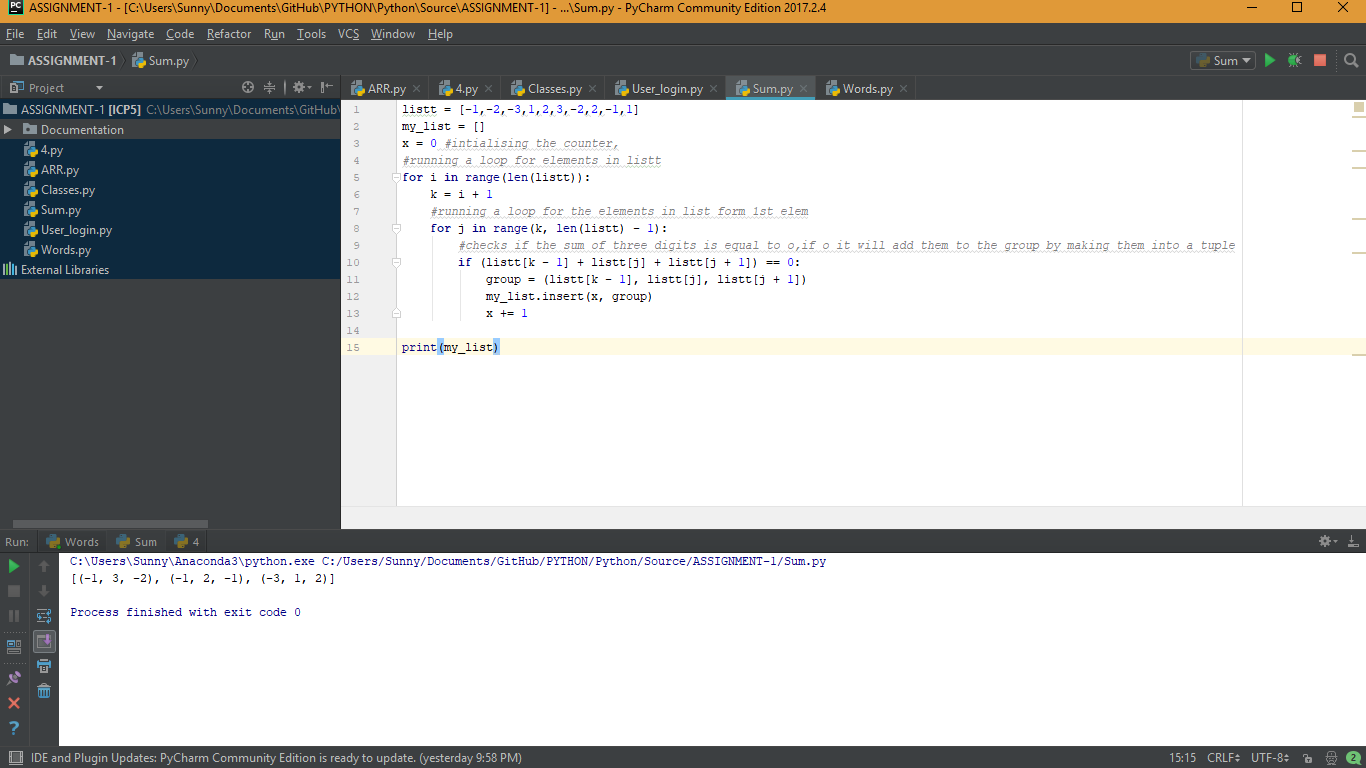 ASSIGNMENT-1 - [C:\Users\Sunny\Documents\GitHub\PYTHON\Python\Source\ASSIGNMENT-1] - ...\Sum.py - PyCharm Community Edition 2017.2.4
File Edit View Navigate Code Refactor Run Tools VCS Window Help
ASSIGNMENT-1 Sum.py Sum
Project
ARR.py 4.py Classes.py User_login.py Sum.py Words.py
ASSIGNMENT-1 [ICP5] C:\Users\Sunny\Documents\GitHub\
Documentation
4.py
ARR.py
Classes.py
Sum.py
User_login.py
Words.py
External Libraries
1 listt = [-1,-2,-3,1,2,3,-2,2,-1,1]
2 my_list = []
3 x = 0 #intialising the counter,
4 #running a loop for elements in listt
5 for i in range(len(listt)):
6 k = i + 1
7 #running a loop for the elements in list form 1st elem
8 for j in range(k, len(listt) - 1):
9 #checks if the sum of three digits is equal to o,if o it will add them to the group by making them into a tuple
10 if (listt[k - 1] + listt[j] + listt[j + 1]) == 0:
11 group = (listt[k - 1], listt[j], listt[j + 1])
12 my_list.insert(x, group)
13 x += 1
14
15 print(my_list)
Run: Words Sum 4
C:\Users\Sunny\Anaconda3\python.exe C:/Users/Sunny/Documents/GitHub/PYTHON/Python/Source/ASSIGNMENT-1/Sum.py
[(-1, 3, -2), (-1, 2, -1), (-3, 1, 2)]
Process finished with exit code 0
IDE and Plugin Updates: PyCharm Community Edition is ready to update. (yesterday 9:58 PM) 15:15 CRLF UTF-8 2